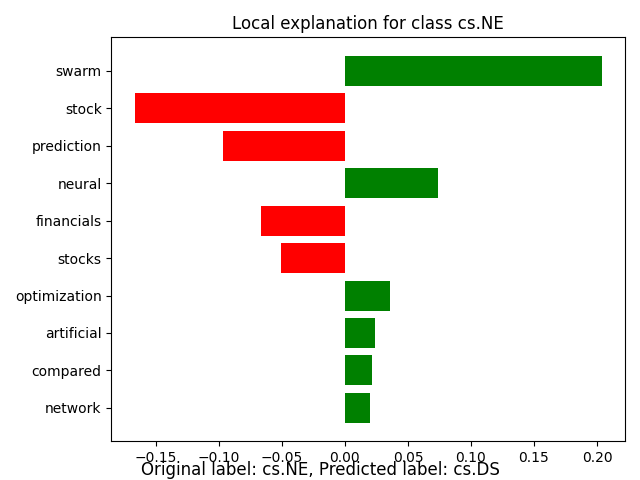 Local explanation for class cs.NE
swarm
stock
prediction
neural
financials
stocks
optimization
artificial
compared
network
−0.15 −0.10 −0.05 0.00 0.05 0.10 0.15 0.20
Original label: cs.NE, Predicted label: cs.DS